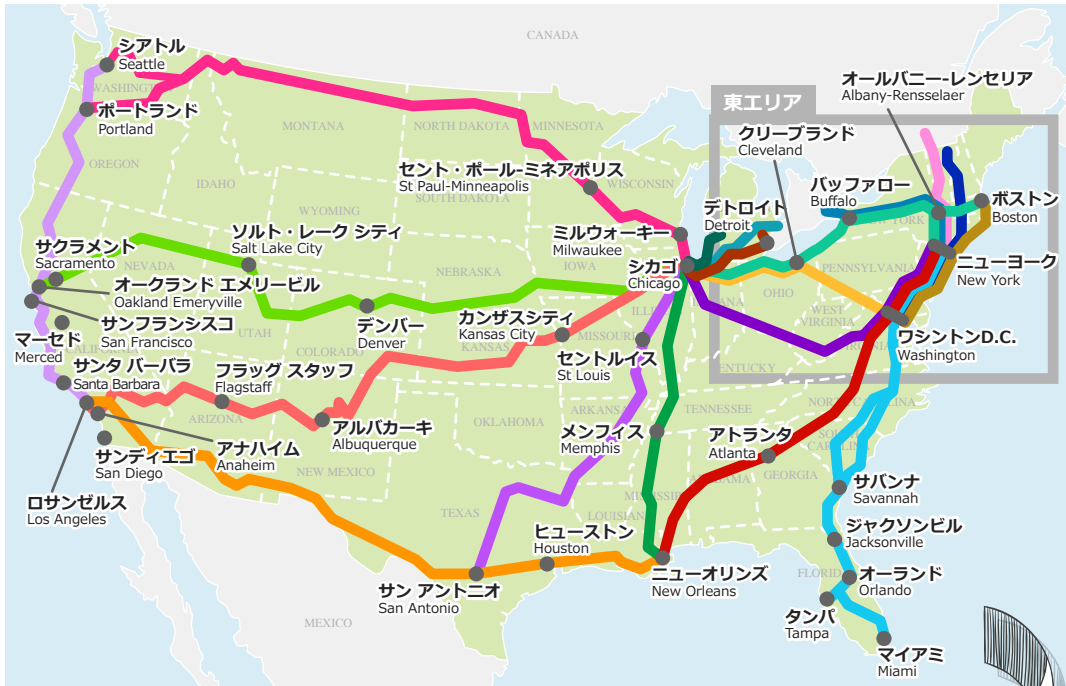 CANADA
シアトル
Seattle
WASHINGTON
ポートランド
Portland
OREGON
MONTANA
NORTH DAKOTA
MINNESOTA
IDAHO
セント・ポール-ミネアポリス
St Paul-Minneapolis
SOUTH DAKOTA
WISCONSIN
WYOMING
オールバニー-レンセリア
Albany-Rensselaer
東エリア
クリーブランド
Cleveland
バッファロー
Buffalo
NEW YORK
ボストン
Boston
デトロイト
Detroit
ミルウォーキー
Milwaukee
シカゴ
Chicago
ニューヨーク
New York
PENNSYLVANIA
サクラメント
Sacramento
ソルト・レーク シティ
Salt Lake City
NEVADA
NEBRASKA
IOWA
オークランド エメリービル
Oakland Emeryville
OHIO
サンフランシスコ
San Francisco
マーセド
Merced
CALIFORNIA
UTAH
デンバー
Denver
COLORADO
カンザスシティ
Kansas City
KANSAS
MISSOURI
セントルイス
St Louis
WEST
VIRGINIA
ワシントンD.C.
Washington
KENTUCKY
サンタ バーバラ
Santa Barbara
フラッグ スタッフ
Flagstaff
ARIZONA
アルバカーキ
Albuquerque
NEW MEXICO
OKLAHOMA
ARKANSAS
TENNESSEE
NORTH CAROLINA
メンフィス
Memphis
アトランタ
Atlanta
アナハイム
Anaheim
サンディエゴ
San Diego
ロサンゼルス
Los Angeles
TEXAS
GEORGIA
サバンナ
Savannah
ジャクソンビル
Jacksonville
ヒューストン
Houston
サン アントニオ
San Antonio
ニューオリンズ
New Orleans
FLORIDA
オーランド
Orlando
タンパ
Tampa
マイアミ
Miami
MEXICO